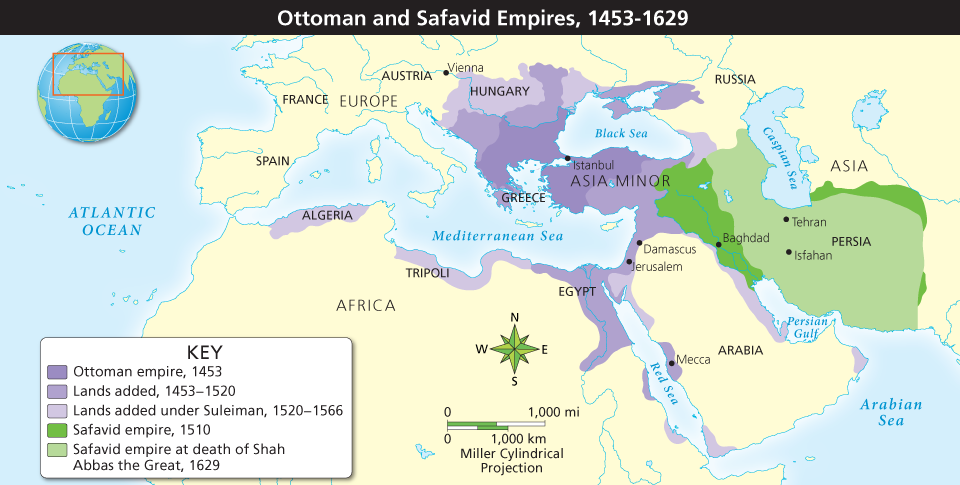 Ottoman and Safavid Empires, 1453-1629
Vienna
AUSTRIA
RUSSIA
HUNGARY
FRANCE
EUROPE
Black Sea
Caspian Sea
SPAIN
Istanbul
ASIA
ASIA MINOR
GREECE
ATLANTIC
OCEAN
ALGERIA
Tehran
Mediterranean Sea
Baghdad
PERSIA
Damascus
Isfahan
Jerusalem
TRIPOLI
EGYPT
AFRICA
Persian
Gulf
N
W
E
S
ARABIA
Mecca
Red Sea
Arabian
Sea
KEY
Ottoman empire, 1453
Lands added, 1453–1520
Lands added under Suleiman, 1520–1566
Safavid empire, 1510
Safavid empire at death of Shah
Abbas the Great, 1629
0 1,000 mi
0 1,000 km
Miller Cylindrical
Projection